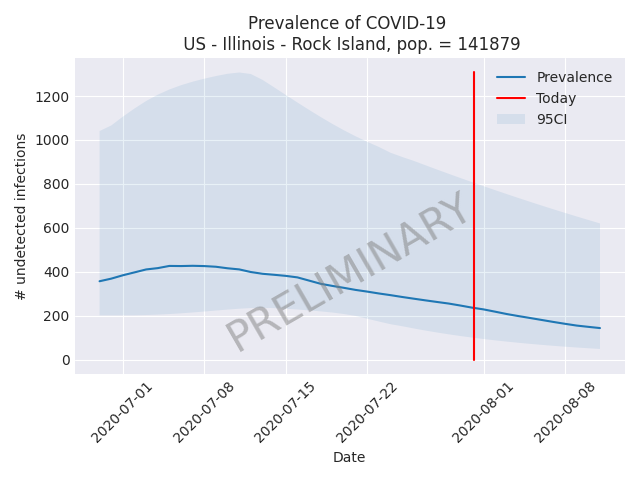 Prevalence of COVID-19
US - Illinois - Rock Island, pop. = 141879
# undetected infections
1200
1000
800
600
400
200
0
Prevalence
Today
95CI
PRELIMINARY
2020-07-01
2020-07-08
2020-07-15
2020-07-22
2020-08-01
2020-08-08
Date